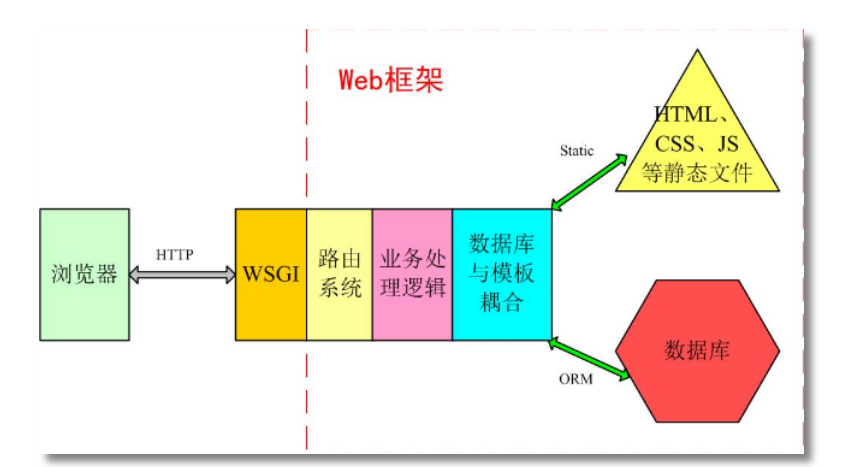 Web框架
HTML、
CSS、JS
等静态文件
Static
浏览器
HTTP
WSGI
路由
系统
业务处
理逻辑
数据库
与模板
耦合
数据库
ORM